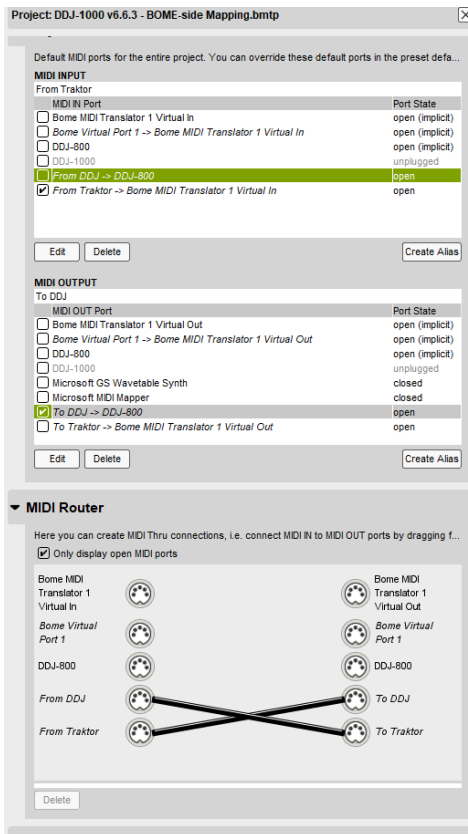 Project: DDJ-1000 v6.6.3 - BOME-side Mapping.bmtp
Default MIDI ports for the entire project. You can override these default ports in the preset defa...
MIDI INPUT
From Traktor
MIDI IN Port Port State
Bome MIDI Translator 1 Virtual In open (implicit)
Bome Virtual Port 1 -> Bome MIDI Translator 1 Virtual In open (implicit)
DDJ-800 open (implicit)
DDJ-1000 unplugged
From DDJ -> DDJ-800 open
From Traktor -> Bome MIDI Translator 1 Virtual In open
Edit Delete Create Alias
MIDI OUTPUT
To DDJ
MIDI OUT Port Port State
Bome MIDI Translator 1 Virtual Out open (implicit)
Bome Virtual Port 1 -> Bome MIDI Translator 1 Virtual Out open (implicit)
DDJ-800 open (implicit)
DDJ-1000 unplugged
Microsoft GS Wavetable Synth closed
Microsoft MIDI Mapper closed
To DDJ -> DDJ-800 open
To Traktor -> Bome MIDI Translator 1 Virtual Out open
Edit Delete Create Alias
MIDI Router
Here you can create MIDI Thru connections, i.e. connect MIDI IN to MIDI OUT ports by dragging f...
Only display open MIDI ports
Bome MIDI
Translator 1
Virtual In
Bome MIDI
Translator 1
Virtual Out
Bome Virtual
Port 1
Bome Virtual
Port 1
DDJ-800 DDJ-800
From DDJ To DDJ
From Traktor To Traktor
Delete